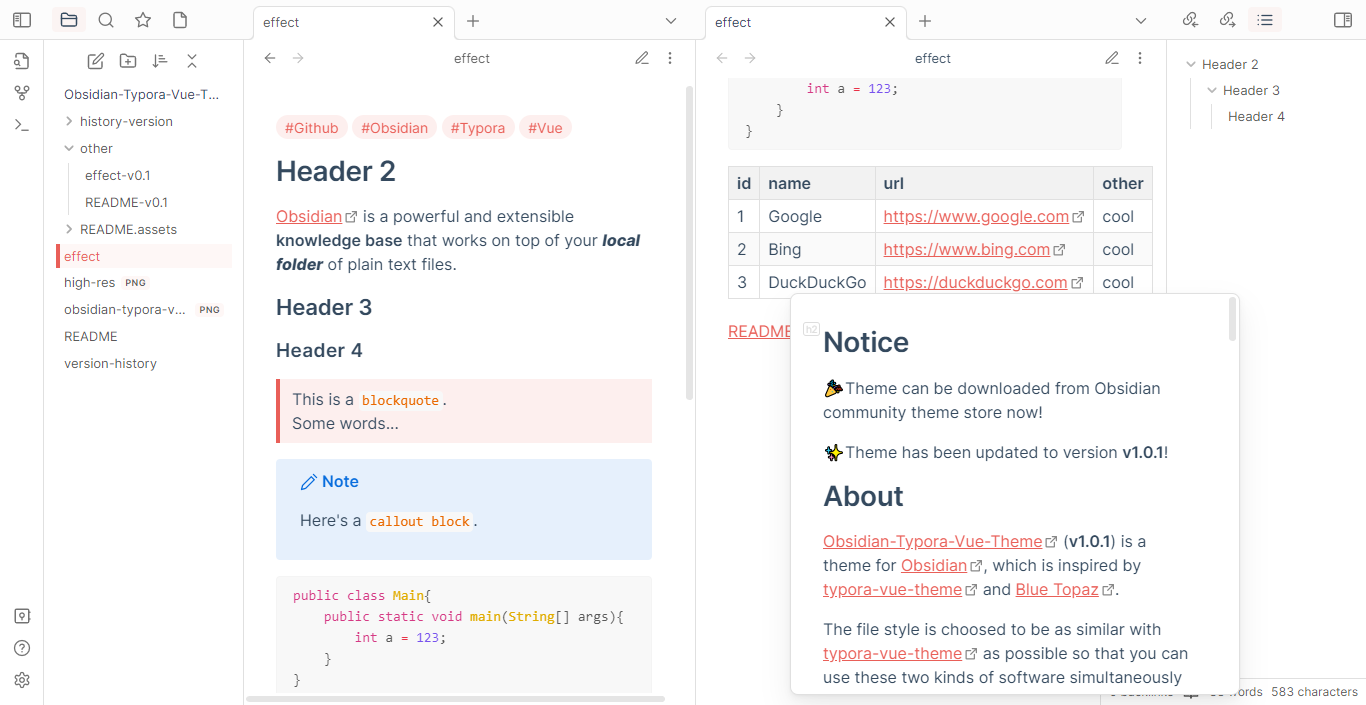 effect
effect
Obsidian-Typora-Vue-T...
history-version
other
effect-v0.1
README-v0.1
README.assets
effect
high-res PNG
obsidian-typora-v... PNG
README
version-history
effect
#Github #Obsidian #Typora #Vue
Header 2
Obsidian is a powerful and extensible
knowledge base that works on top of your local
folder of plain text files.
Header 3
Header 4
This is a blockquote.
Some words...
Note
Here's a callout block.
public class Main{
public static void main(String[] args){
int a = 123;
}
}
effect
int a = 123;
}
}
id name url other
1 Google https://www.google.com cool
2 Bing https://www.bing.com cool
3 DuckDuckGo https://duckduckgo.com cool
README
h2
Notice
Theme can be downloaded from Obsidian
community theme store now!
Theme has been updated to version v1.0.1!
About
Obsidian-Typora-Vue-Theme (v1.0.1) is a
theme for Obsidian, which is inspired by
typora-vue-theme and Blue Topaz.
The file style is choosed to be as similar with
typora-vue-theme as possible so that you can
use these two kinds of software simultaneously
Header 2
Header 3
Header 4
words 583 characters